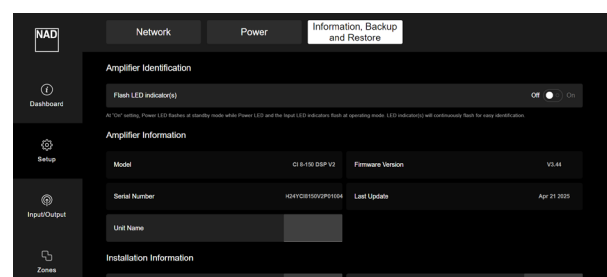 NAD
Network
Power
Information, Backup
and Restore
Amplifier Identification
Dashboard
Flash LED indicator(s)
Off
On
At "On" setting, Power LED flashes at standby mode while Power LED and the Input LED indicators flash at operating mode. LED indicator(s) will continuously flash for easy identification.
Amplifier Information
Setup
Model
CI 8-150 DSP V2
Firmware Version
V3.44
Serial Number
H24YCI8150V2P01004
Last Update
Apr 21 2025
Input/Output
Unit Name
Installation Information
Zones